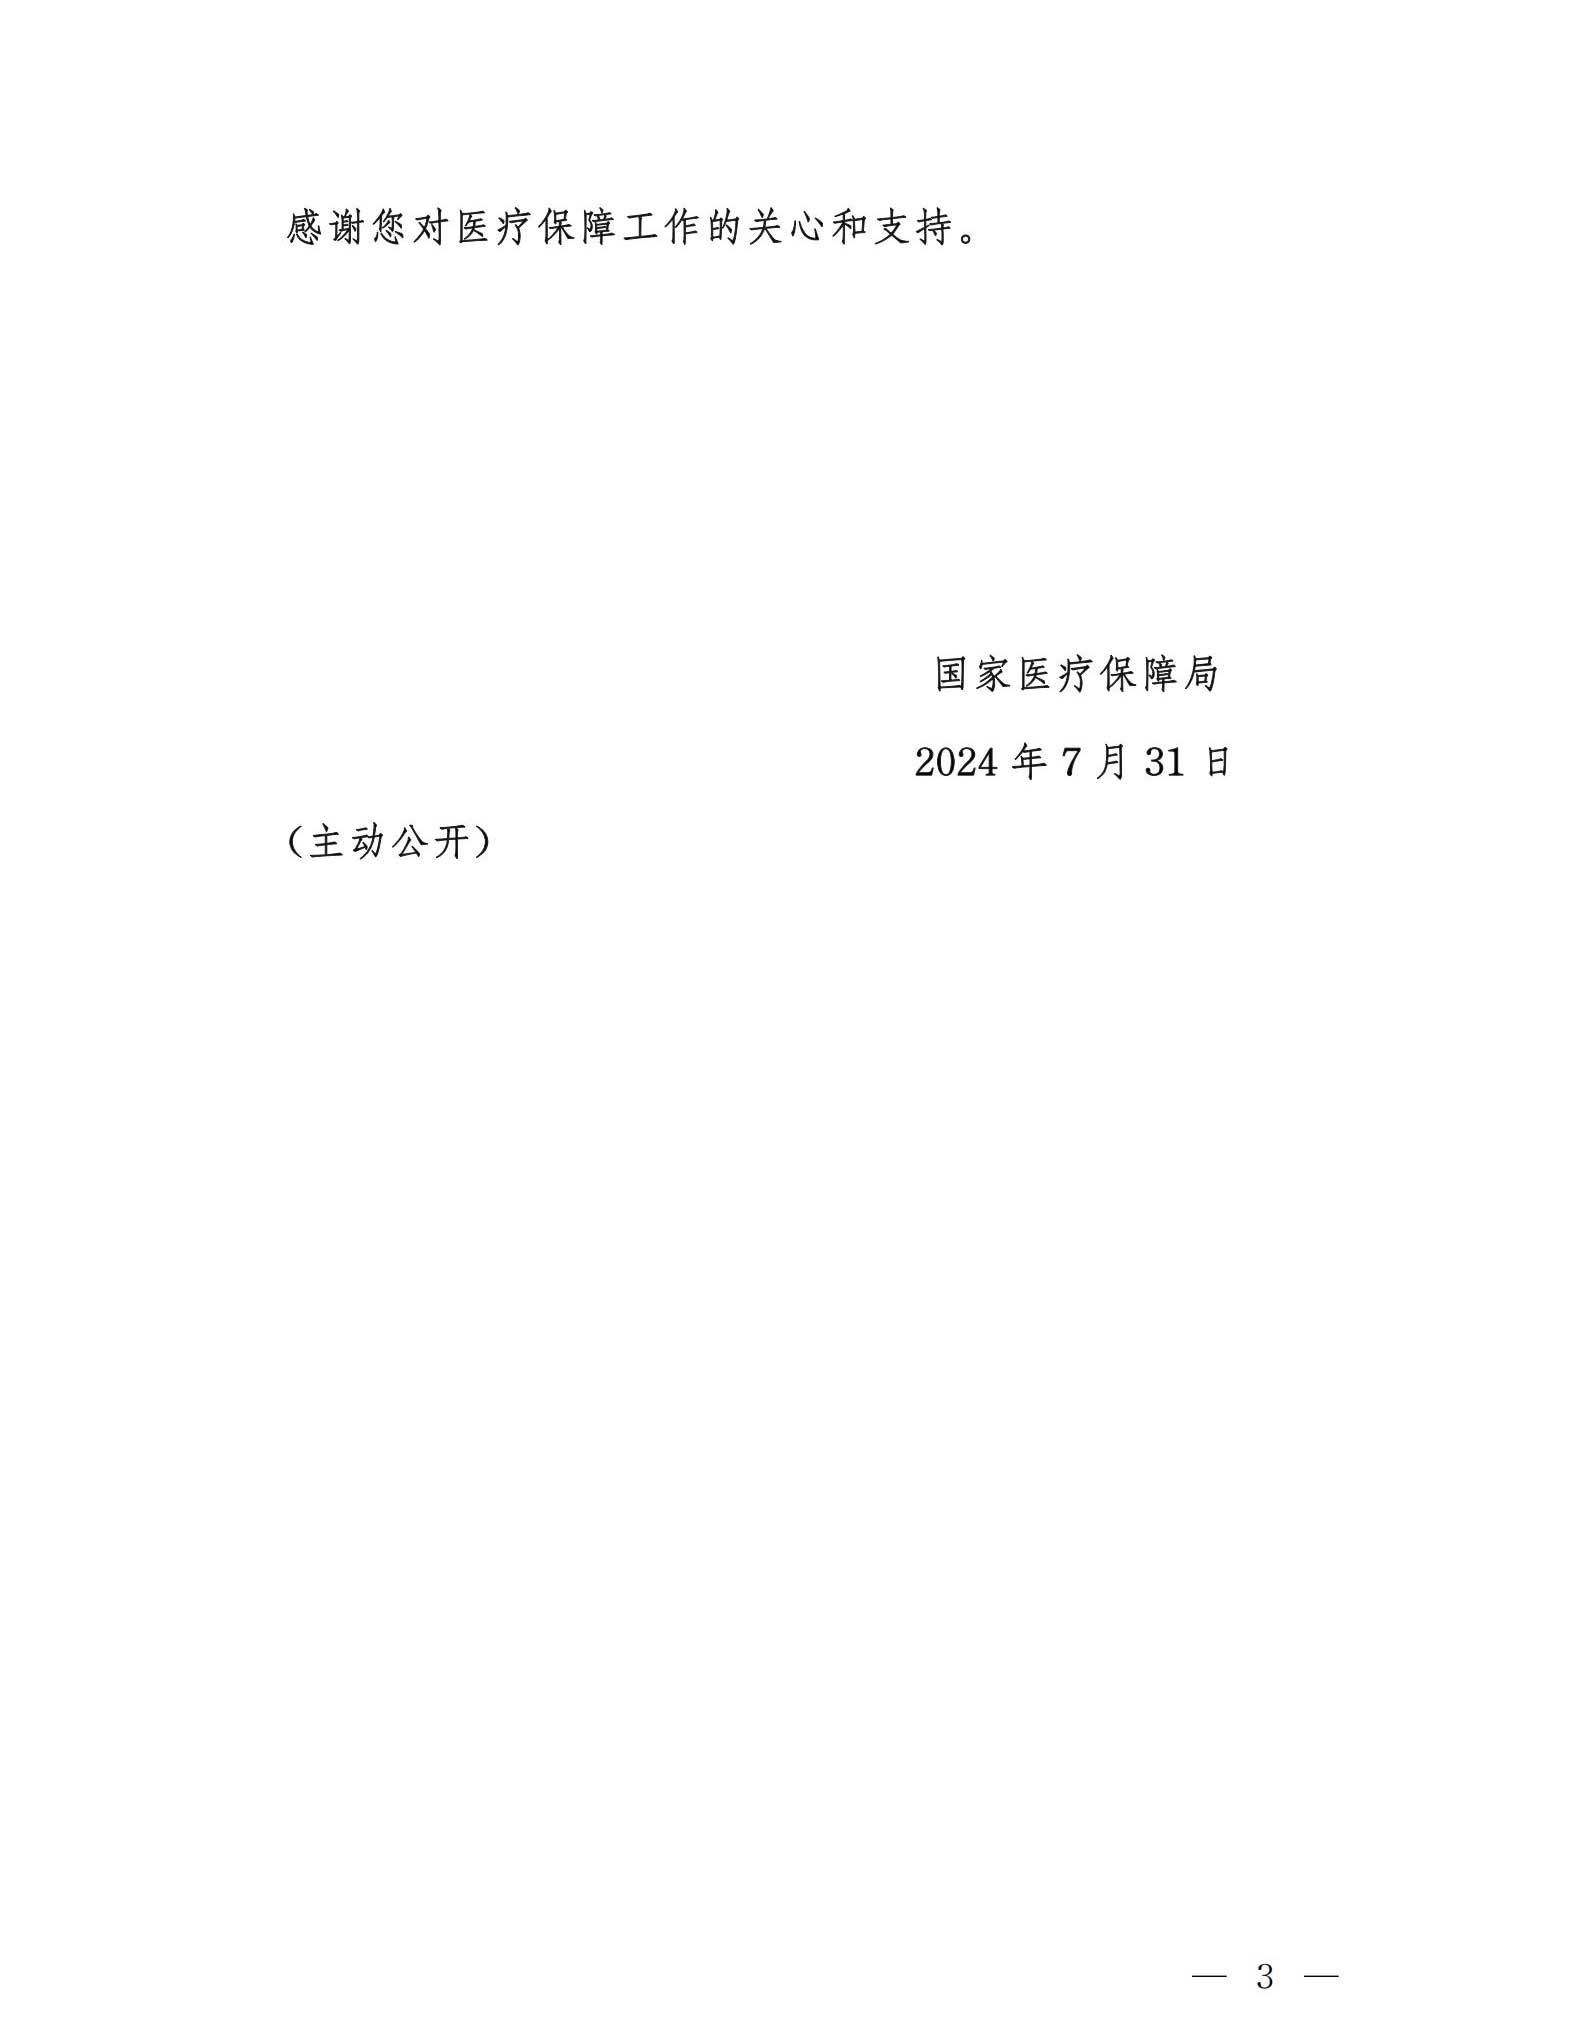 感谢您对医疗保障工作的关心和支持。
国家医疗保障局
2024 年 7 月 31 日
（主动公开）
— 3 —